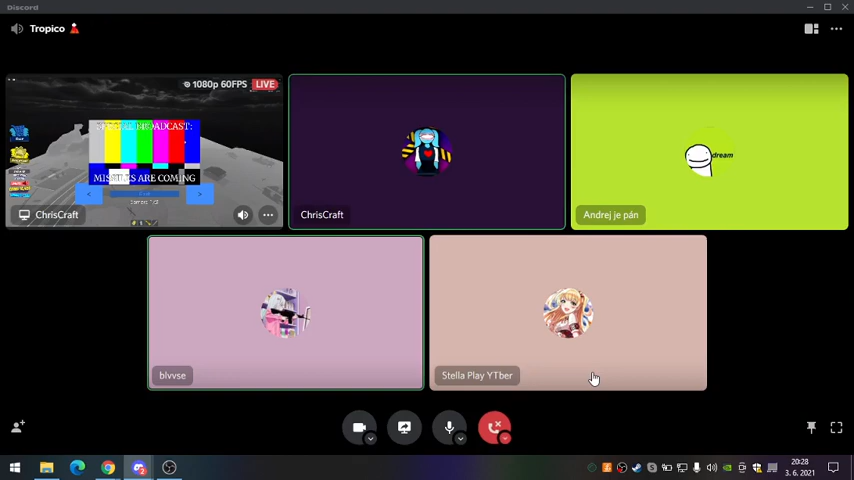 Discord
Tropico
1080p 60FPS LIVE
BROADCAST:
MISSILES ARE COMING
< >
ChrisCraft
ChrisCraft
dream
Andrej je pán
blvvse
Stella Play YTber
20:28
3. 6. 2021